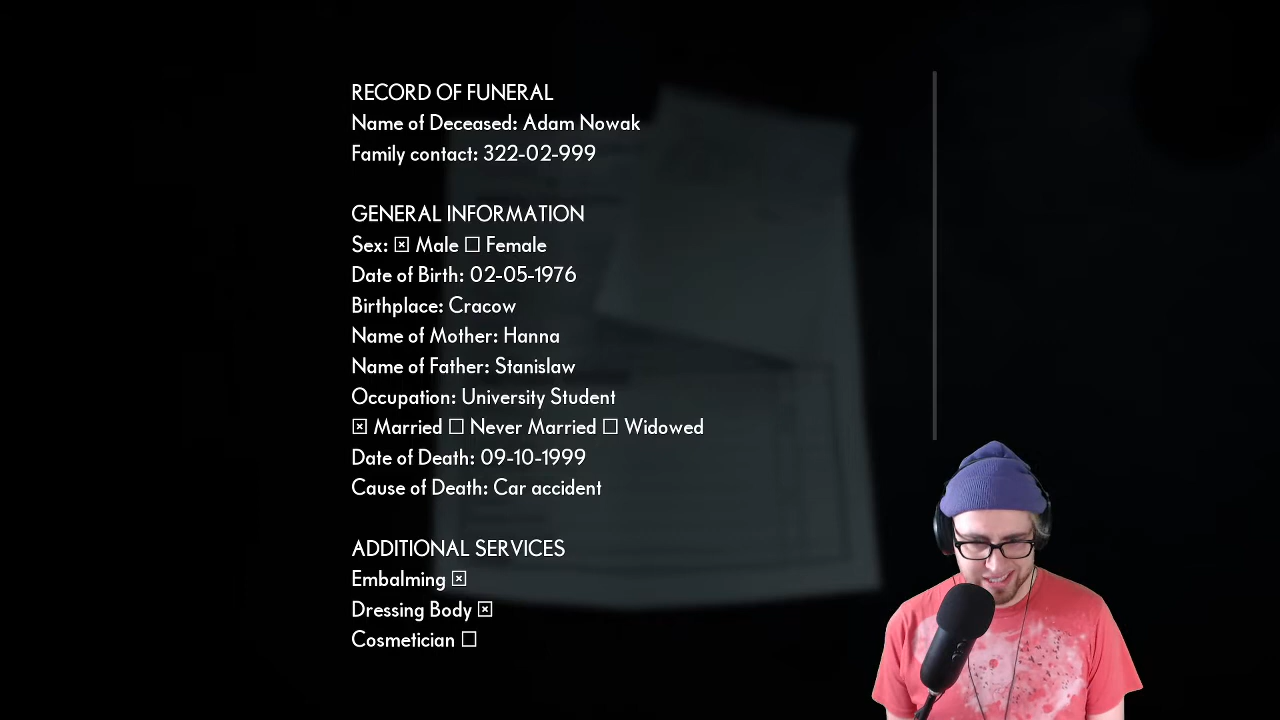 RECORD OF FUNERAL
Name of Deceased: Adam Nowak
Family contact: 322-02-999
GENERAL INFORMATION
Sex: ☒ Male ☐ Female
Date of Birth: 02-05-1976
Birthplace: Cracow
Name of Mother: Hanna
Name of Father: Stanislaw
Occupation: University Student
☒ Married ☐ Never Married ☐ Widowed
Date of Death: 09-10-1999
Cause of Death: Car accident
ADDITIONAL SERVICES
Embalming ☒
Dressing Body ☒
Cosmetician ☐